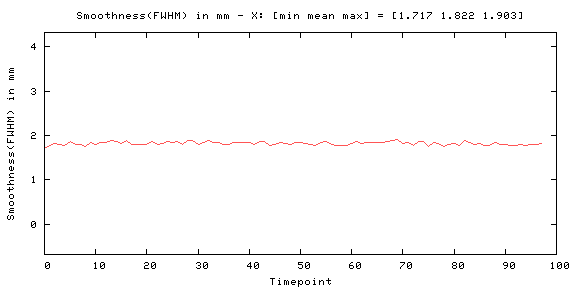 Smoothness(FWHM) in mm - X: [min mean max] = [1.717 1.822 1.903]
4
3
2
1
0
Smoothness(FWHM) in mm
0 10 20 30 40 50 60 70 80 90 100
Timepoint